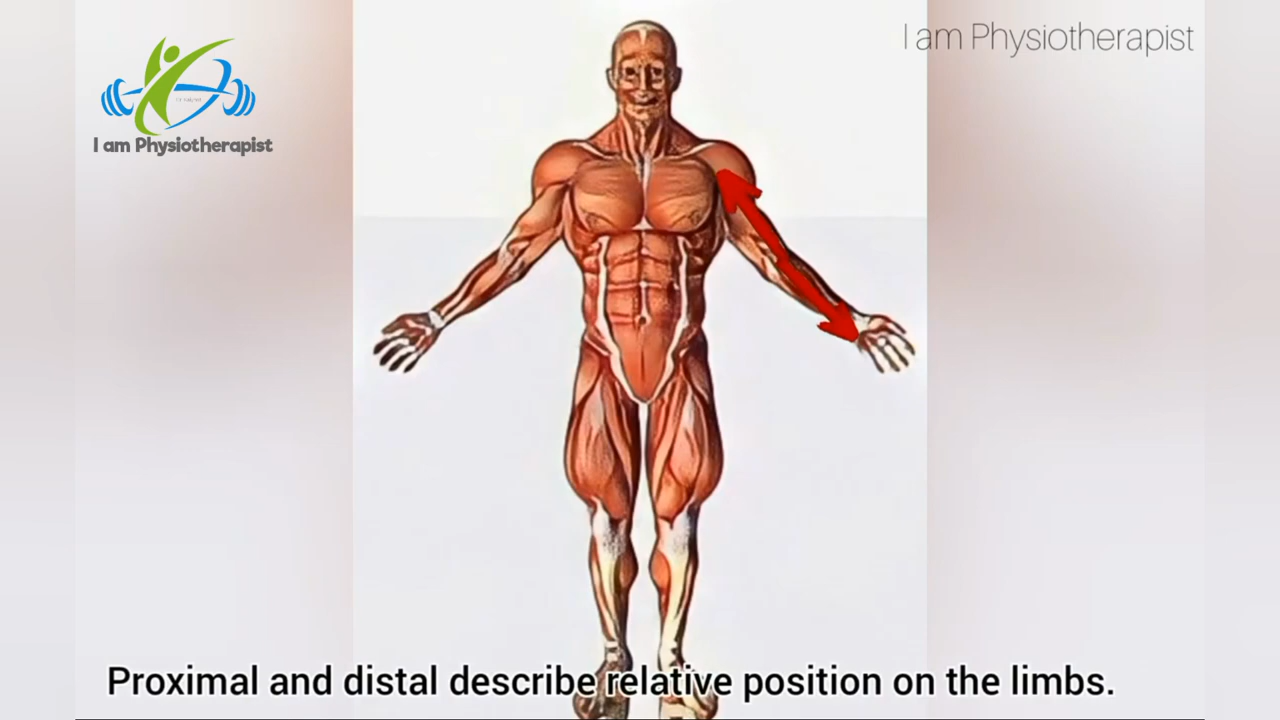 I am Physiotherapist
I am Physiotherapist
Proximal and distal describe relative position on the limbs.